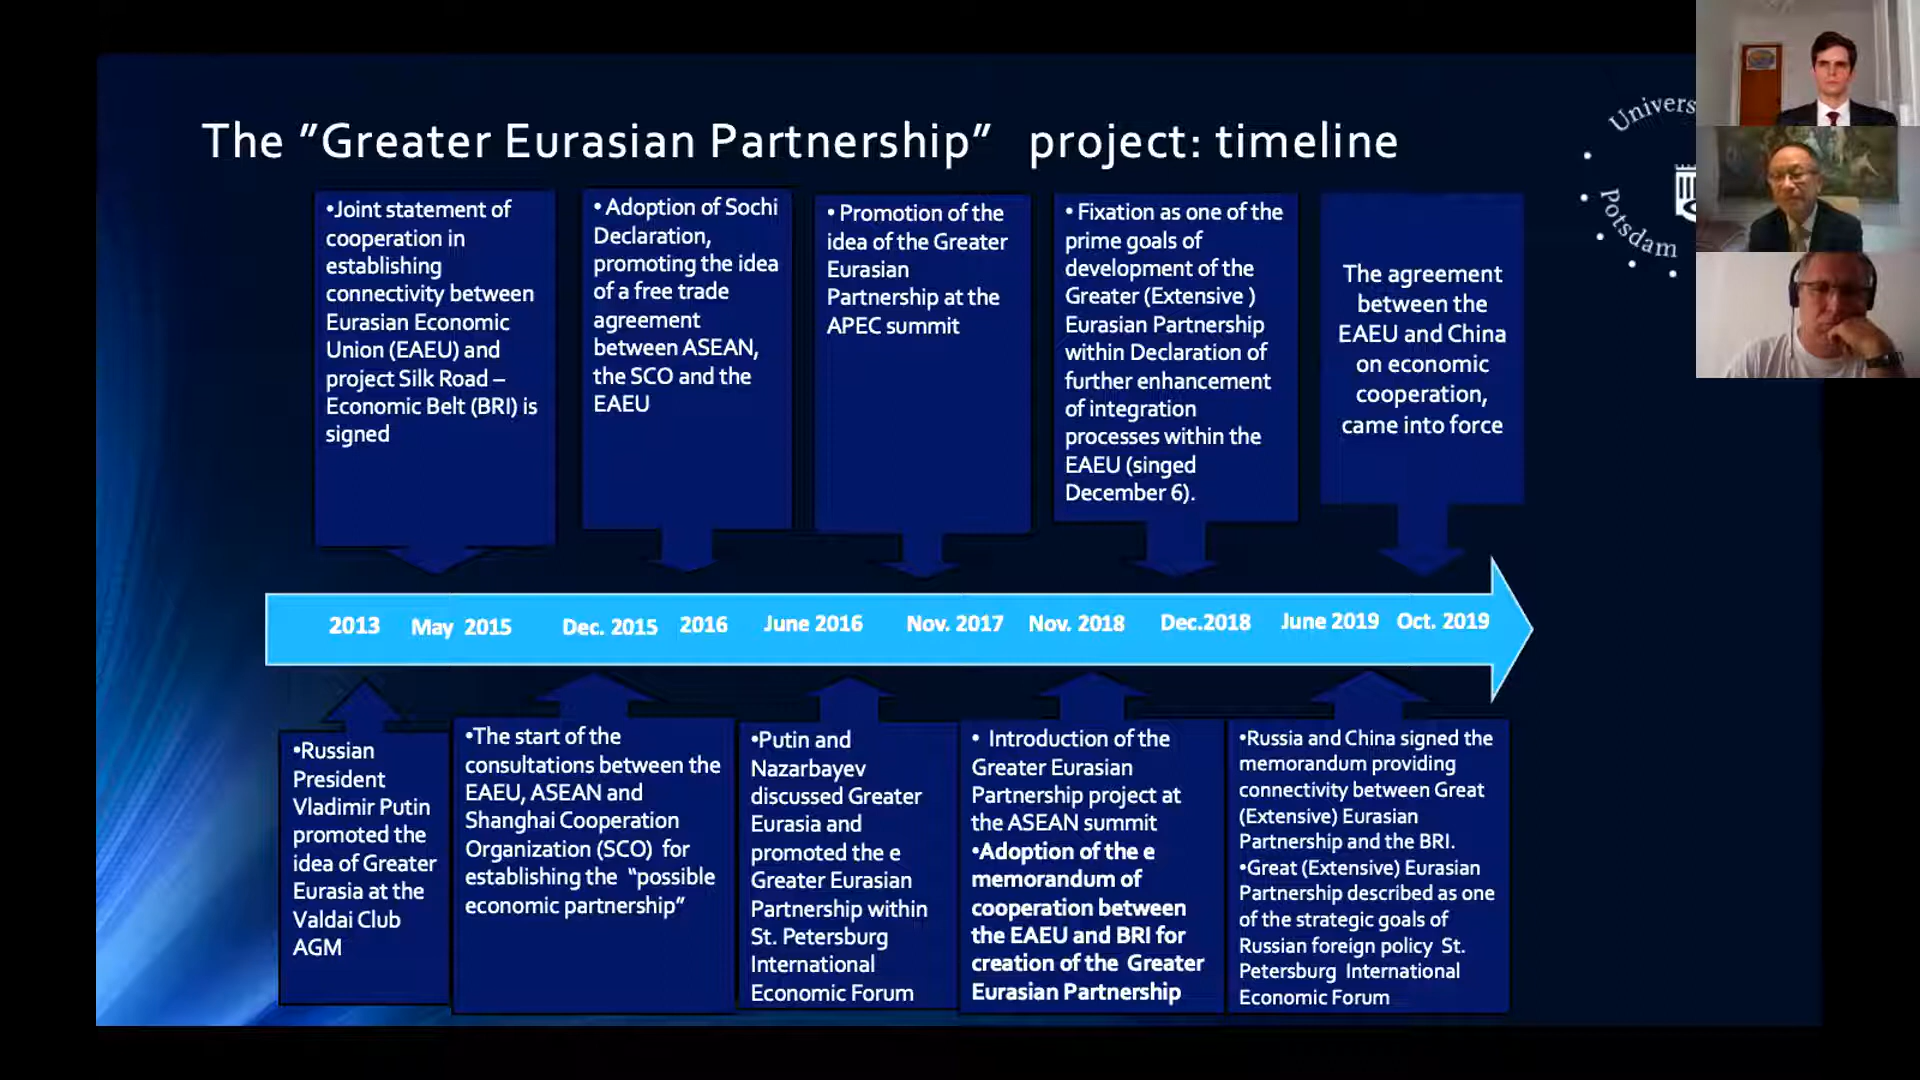 The ”Greater Eurasian Partnership” project: timeline
Univers
Potsdam
•Joint statement of
cooperation in
establishing
connectivity between
Eurasian Economic
Union (EAEU) and
project Silk Road –
Economic Belt (BRI) is
signed
• Adoption of Sochi
Declaration,
promoting the idea
of a free trade
agreement
between ASEAN,
the SCO and the
EAEU
• Promotion of the
idea of the Greater
Eurasian
Partnership at the
APEC summit
• Fixation as one of the
prime goals of
development of the
Greater (Extensive )
Eurasian Partnership
within Declaration of
further enhancement
of integration
processes within the
EAEU (singed
December 6).
The agreement
between the
EAEU and China
on economic
cooperation,
came into force
2013 May 2015 Dec. 2015 2016 June 2016 Nov. 2017 Nov. 2018 Dec.2018 June 2019 Oct. 2019
•Russian
President
Vladimir Putin
promoted the
idea of Greater
Eurasia at the
Valdai Club
AGM
•The start of the
consultations between the
EAEU, ASEAN and
Shanghai Cooperation
Organization (SCO) for
establishing the “possible
economic partnership”
•Putin and
Nazarbayev
discussed Greater
Eurasia and
promoted the e
Greater Eurasian
Partnership within
St. Petersburg
International
Economic Forum
• Introduction of the
Greater Eurasian
Partnership project at
the ASEAN summit
•Adoption of the e
memorandum of
cooperation between
the EAEU and BRI for
creation of the Greater
Eurasian Partnership
•Russia and China signed the
memorandum providing
connectivity between Great
(Extensive) Eurasian
Partnership and the BRI.
•Great (Extensive) Eurasian
Partnership described as one
of the strategic goals of
Russian foreign policy St.
Petersburg International
Economic Forum